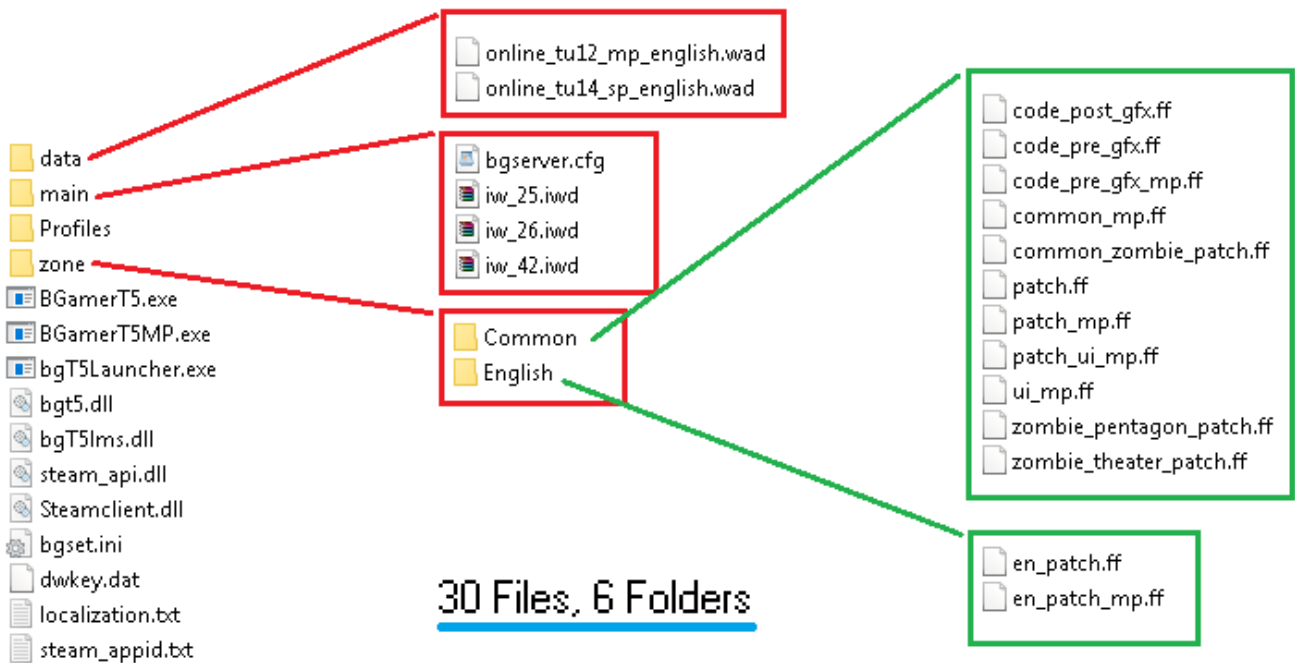 data
main
Profiles
zone
BGamerT5.exe
BGamerT5MP.exe
bgT5Launcher.exe
bgt5.dll
bgT5lms.dll
steam_api.dll
Steamclient.dll
bgset.ini
dwkey.dat
localization.txt
steam_appid.txt
online_tu12_mp_english.wad
online_tu14_sp_english.wad
bgserver.cfg
iw_25.iwd
iw_26.iwd
iw_42.iwd
Common
English
30 Files, 6 Folders
code_post_gfx.ff
code_pre_gfx.ff
code_pre_gfx_mp.ff
common_mp.ff
common_zombie_patch.ff
patch.ff
patch_mp.ff
patch_ui_mp.ff
ui_mp.ff
zombie_pentagon_patch.ff
zombie_theater_patch.ff
en_patch.ff
en_patch_mp.ff